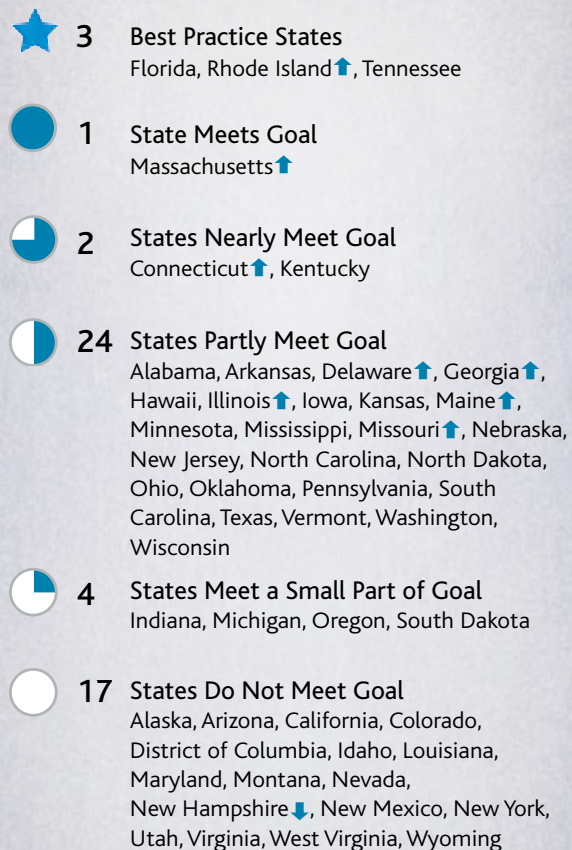 3 Best Practice States
Florida, Rhode Island⬆, Tennessee
1 State Meets Goal
Massachusetts⬆
2 States Nearly Meet Goal
Connecticut⬆, Kentucky
24 States Partly Meet Goal
Alabama, Arkansas, Delaware⬆, Georgia⬆,
Hawaii, Illinois⬆, Iowa, Kansas, Maine⬆,
Minnesota, Mississippi, Missouri⬆, Nebraska,
New Jersey, North Carolina, North Dakota,
Ohio, Oklahoma, Pennsylvania, South
Carolina, Texas, Vermont, Washington,
Wisconsin
4 States Meet a Small Part of Goal
Indiana, Michigan, Oregon, South Dakota
17 States Do Not Meet Goal
Alaska, Arizona, California, Colorado,
District of Columbia, Idaho, Louisiana,
Maryland, Montana, Nevada,
New Hampshire⬇, New Mexico, New York,
Utah, Virginia, West Virginia, Wyoming